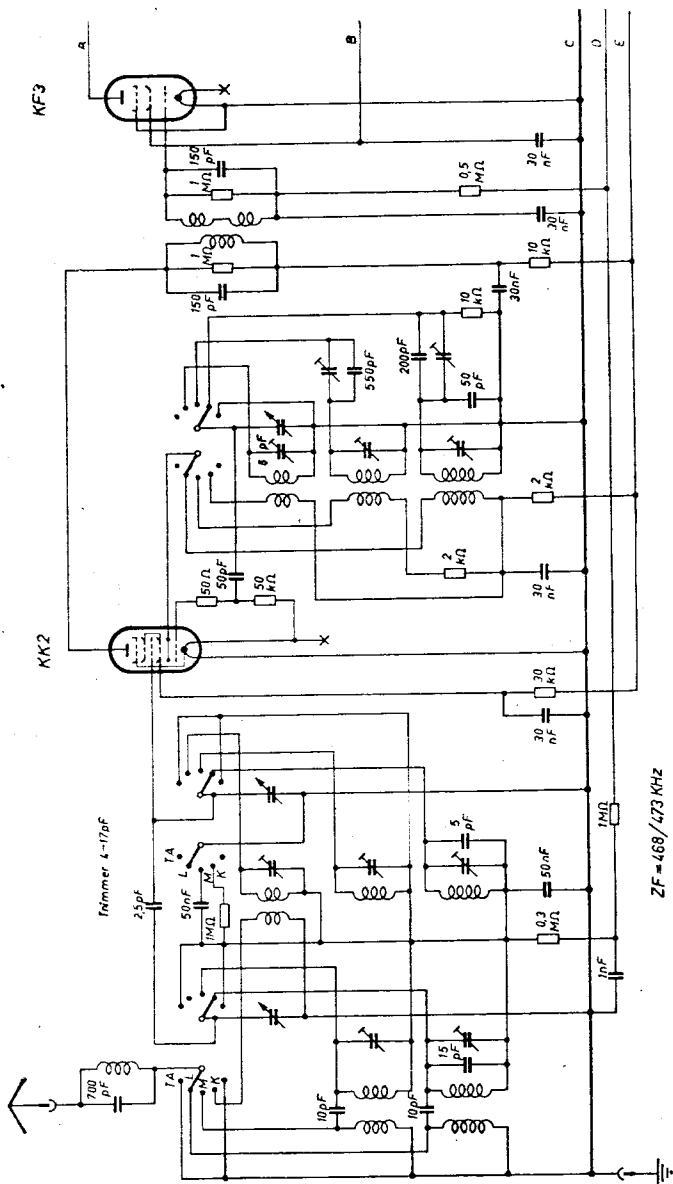 700
pF
TA
L
M
K
10pF
10pF
15
pF
Trimmer 4-17pF
2,5pF
TA
L
M
K
50nF
1MΩ
5
pF
50nF
0,3
MΩ
1nF
1MΩ
ZF = 468/473 KHz
KK2
30
nF
30
kΩ
50Ω
50pF
50
kΩ
2
kΩ
30
nF
2
kΩ
6
pF
550pF
200pF
50
pF
10
kΩ
30nF
10
kΩ
150
pF
1
MΩ
1
MΩ
150
pF
30
nF
0,5
MΩ
30
nF
KF3
A
B
C
D
E